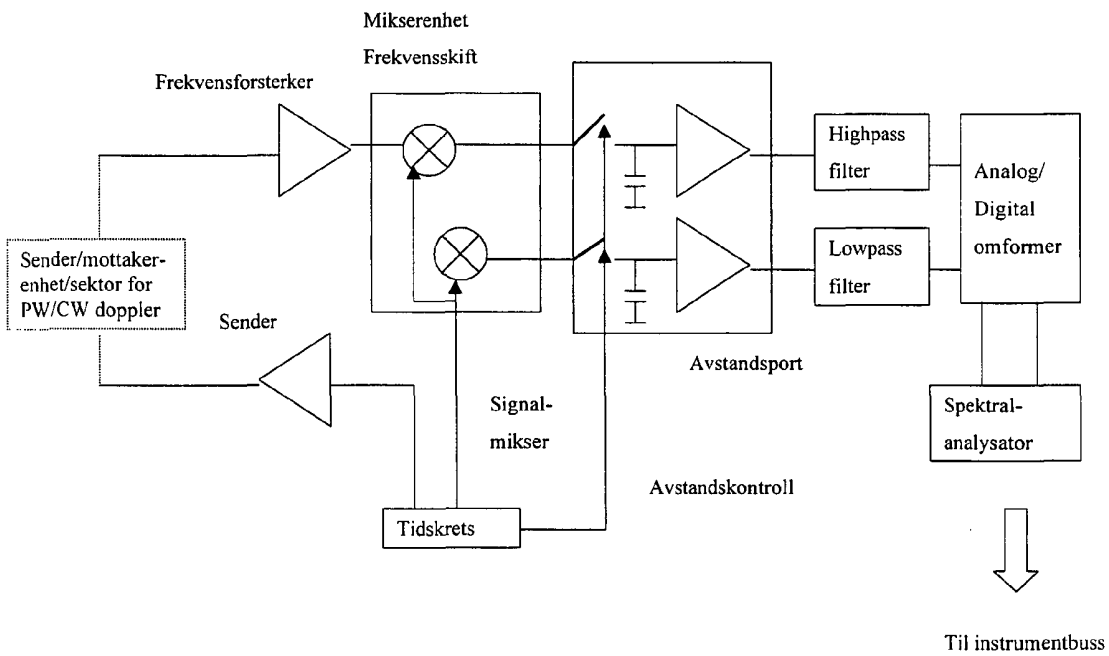 Mikserenhet
Frekvensskift
Frekvensforsterker
Highpass
filter
Analog/
Digital
omformer
Sender/mottaker-
enhet/sektor for
PW/CW doppler
Lowpass
filter
Sender
Avstandsport
Signal-
mikser
Spektral-
analysator
Avstandskontroll
Tidskrets
Til instrumentbuss